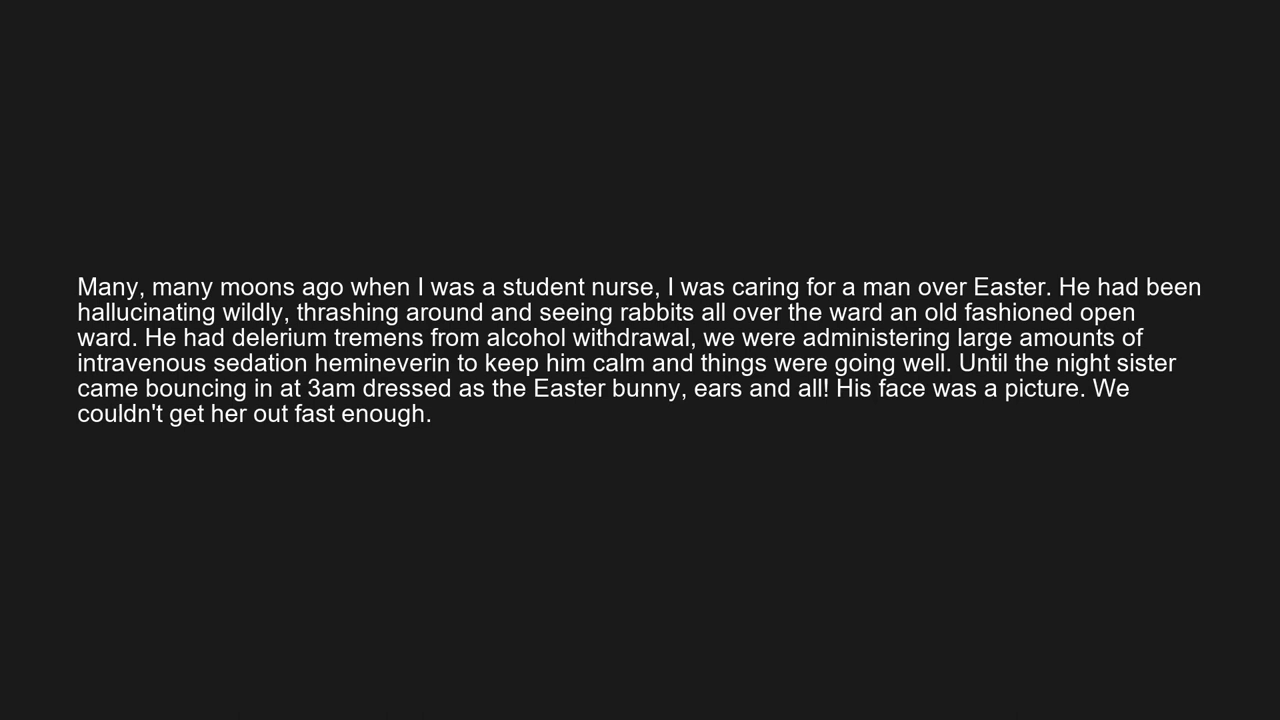 Many, many moons ago when I was a student nurse, I was caring for a man over Easter. He had been
hallucinating wildly, thrashing around and seeing rabbits all over the ward an old fashioned open
ward. He had delerium tremens from alcohol withdrawal, we were administering large amounts of
intravenous sedation hemineverin to keep him calm and things were going well. Until the night sister
came bouncing in at 3am dressed as the Easter bunny, ears and all! His face was a picture. We
couldn't get her out fast enough.